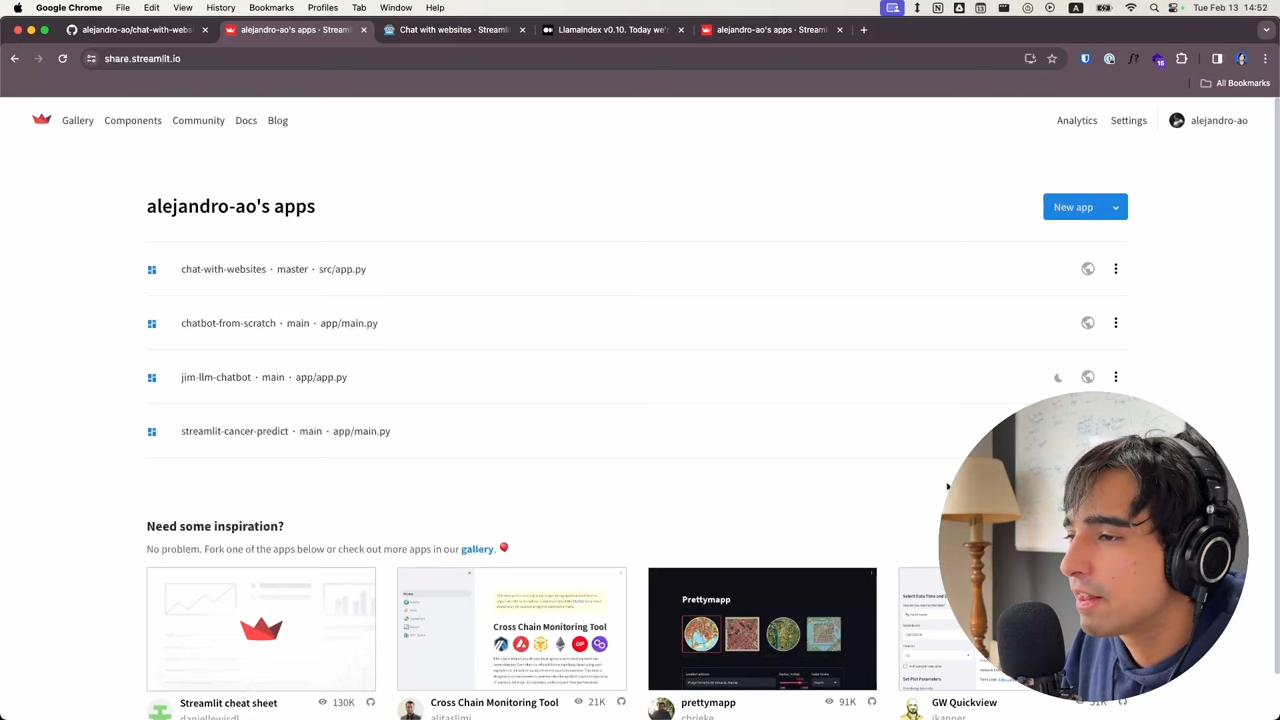 Google Chrome File Edit View History Bookmarks Profiles Tab Window Help A Tue Feb 13 14:52
alejandro-ao/chat-with-webs alejandro-ao's apps · Streaml Chat with websites · Streamlit LlamaIndex v0.10. Today we'r alejandro-ao's apps · Streaml
share.streamlit.io
All Bookmarks
Gallery Components Community Docs Blog Analytics Settings alejandro-ao
alejandro-ao's apps New app
chat-with-websites · master · src/app.py
chatbot-from-scratch · main · app/main.py
jim-llm-chatbot · main · app/app.py
streamlit-cancer-predict · main · app/main.py
Need some inspiration?
No problem. Fork one of the apps below or check out more apps in our gallery.
Prettymapp
Cross Chain Monitoring Tool
Streamlit cheat sheet 130K Cross Chain Monitoring Tool 21K prettymapp 91K GW Quickview
daniellewisdl alitaslimi chrieke jkanner